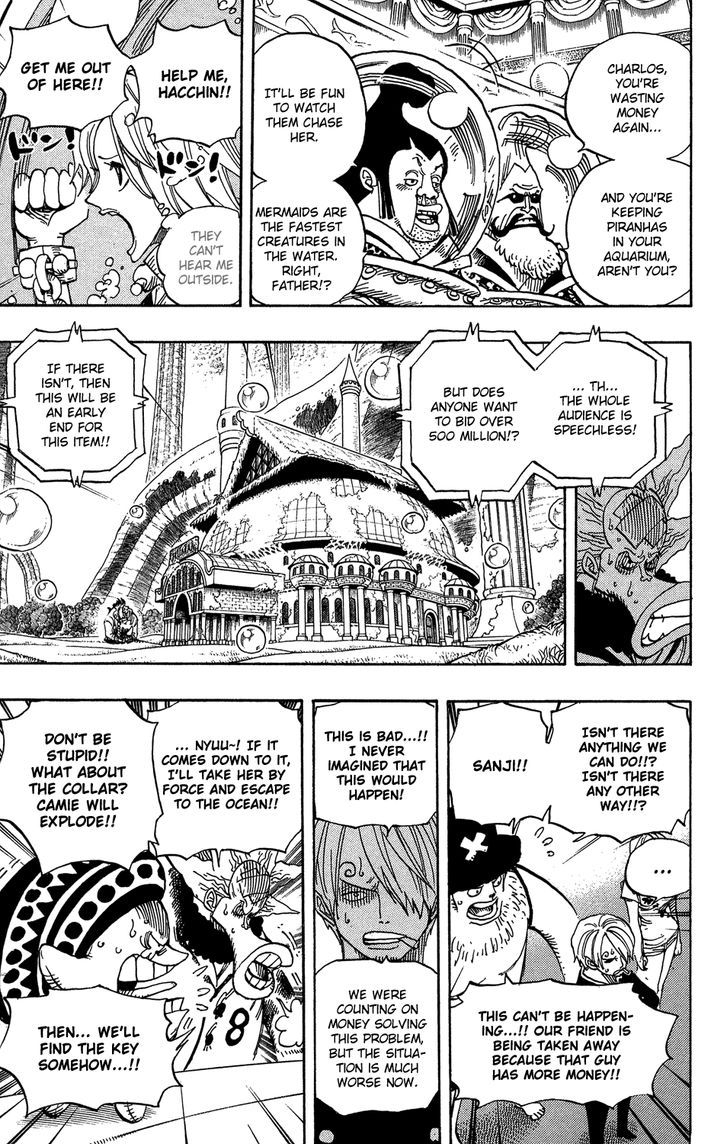 CHARLOS,
YOU'RE
WASTING
MONEY
AGAIN...
AND YOU'RE
KEEPING
PIRANHAS
IN YOUR
AQUARIUM,
AREN'T YOU?
IT'LL BE
FUN TO
WATCH
THEM CHASE
HER.
MERMAIDS ARE
THE FASTEST
CREATURES IN
THE WATER.
RIGHT,
FATHER!?
HELP ME,
HACCHIN!!
GET ME OUT
OF HERE!!
ドン!
ドン!
THEY
CAN'T
HEAR ME
OUTSIDE.
... TH...
THE WHOLE
AUDIENCE IS
SPEECHLESS!
BUT DOES
ANYONE WANT
TO BID OVER
500 MILLION!?
IF THERE
ISN'T, THEN
THIS WILL BE
AN EARLY
END FOR
THIS ITEM!!
ISN'T THERE
ANYTHING WE
CAN DO!!?
ISN'T THERE
ANY OTHER
WAY!!?
SANJI!!
...
THIS CAN'T BE HAPPEN-
ING...!! OUR FRIEND IS
BEING TAKEN AWAY
BECAUSE THAT GUY
HAS MORE MONEY!!
THIS IS BAD...!!
I NEVER
IMAGINED THAT
THIS WOULD
HAPPEN!
WE WERE
COUNTING ON
MONEY SOLVING
THIS PROBLEM,
BUT THE SITUA-
TION IS MUCH
WORSE NOW.
... NYUU~! IF IT
COMES DOWN TO IT,
I'LL TAKE HER BY
FORCE AND ESCAPE
TO THE OCEAN!!
DON'T BE
STUPID!!
WHAT ABOUT
THE COLLAR?
CAMIE WILL
EXPLODE!!
8
THEN... WE'LL
FIND THE KEY
SOMEHOW...!!